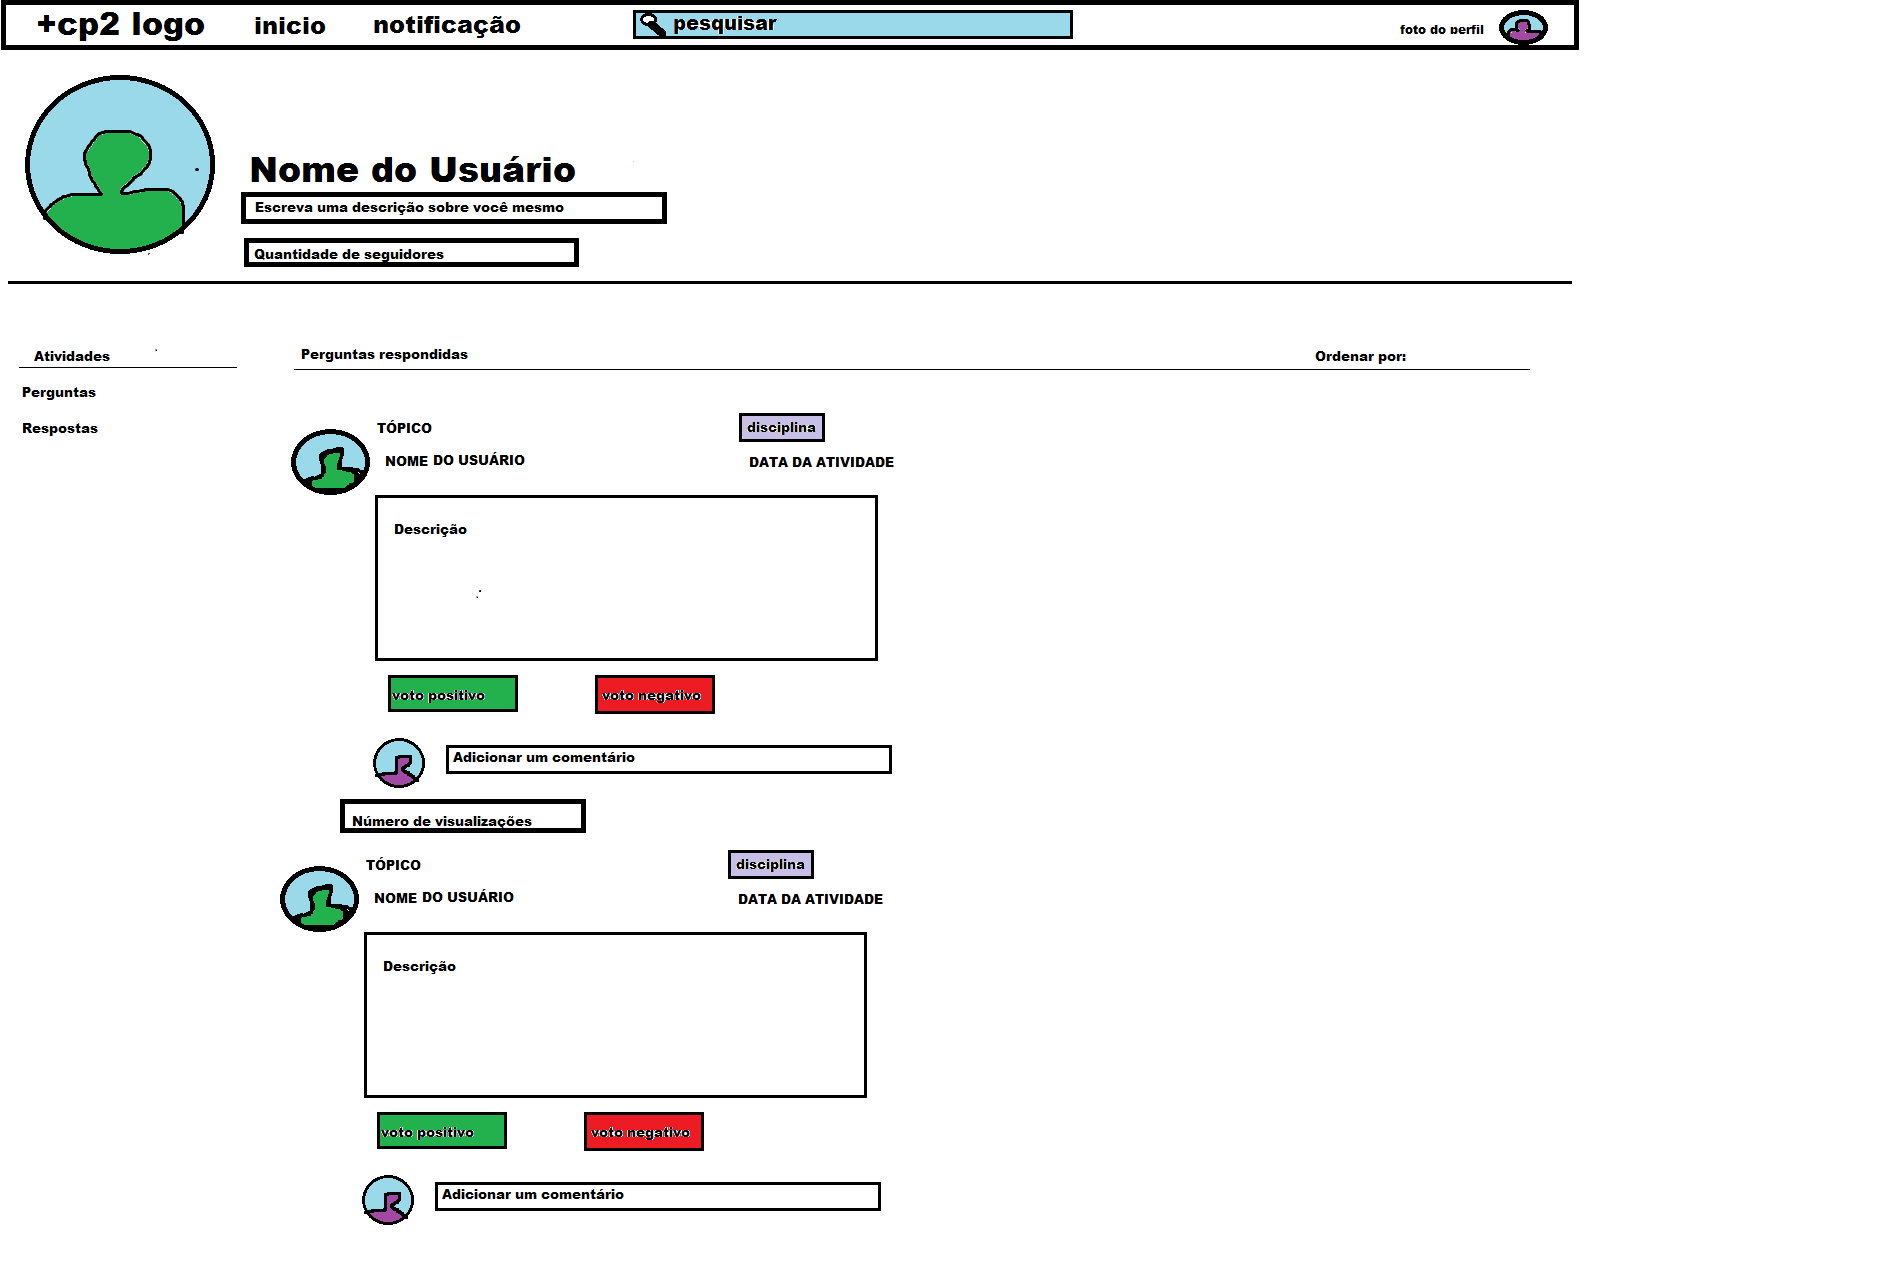 +cp2 logo inicio notificação pesquisar foto do perfil
Nome do Usuário
Escreva uma descrição sobre você mesmo
Quantidade de seguidores
Atividades
Perguntas
Respostas
Perguntas respondidas Ordenar por:
TÓPICO disciplina
NOME DO USUÁRIO DATA DA ATIVIDADE
Descrição
voto positivo voto negativo
Adicionar um comentário
Número de visualizações
TÓPICO disciplina
NOME DO USUÁRIO DATA DA ATIVIDADE
Descrição
voto positivo voto negativo
Adicionar um comentário